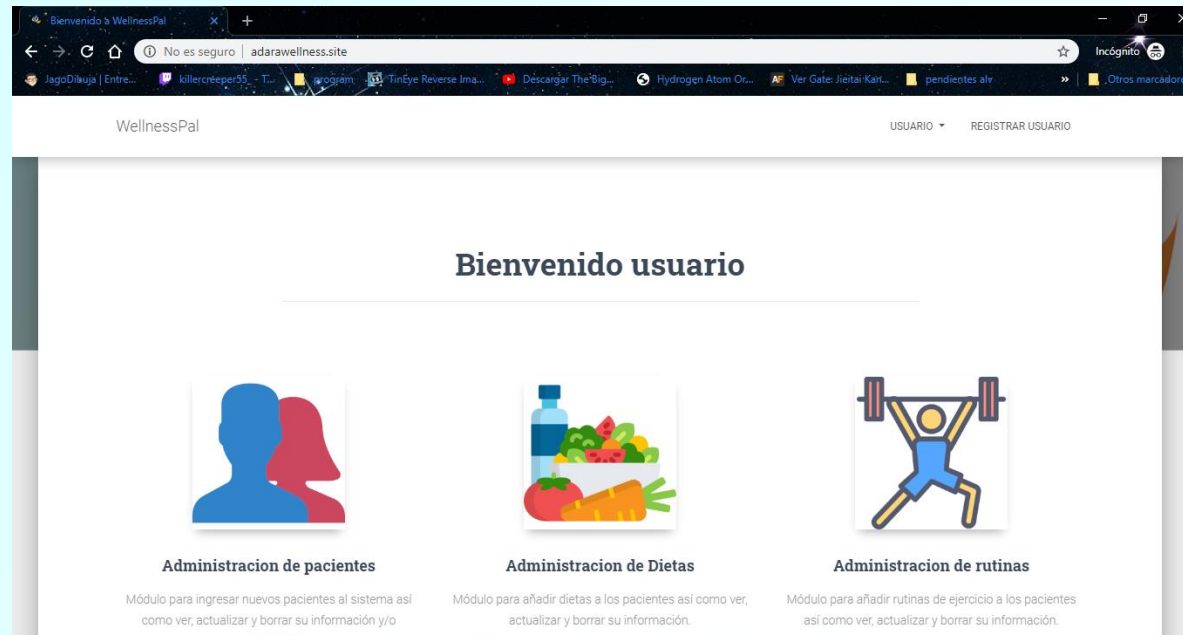 Bienvenido a WellnessPal
No es seguro | adarawellness.site
Incógnito
JagoDibuja | Entre... killercreeper55_ - T... program TinEye Reverse Ima... Descargar The Big... Hydrogen Atom Or... Ver Gate: Jieitai Kan... pendientes alv » Otros marcadore
WellnessPal USUARIO REGISTRAR USUARIO
Bienvenido usuario
Administracion de pacientes
Módulo para ingresar nuevos pacientes al sistema así
como ver, actualizar y borrar su información y/o
Administracion de Dietas
Módulo para añadir dietas a los pacientes así como ver,
actualizar y borrar su información.
Administracion de rutinas
Módulo para añadir rutinas de ejercicio a los pacientes
así como ver, actualizar y borrar su información.